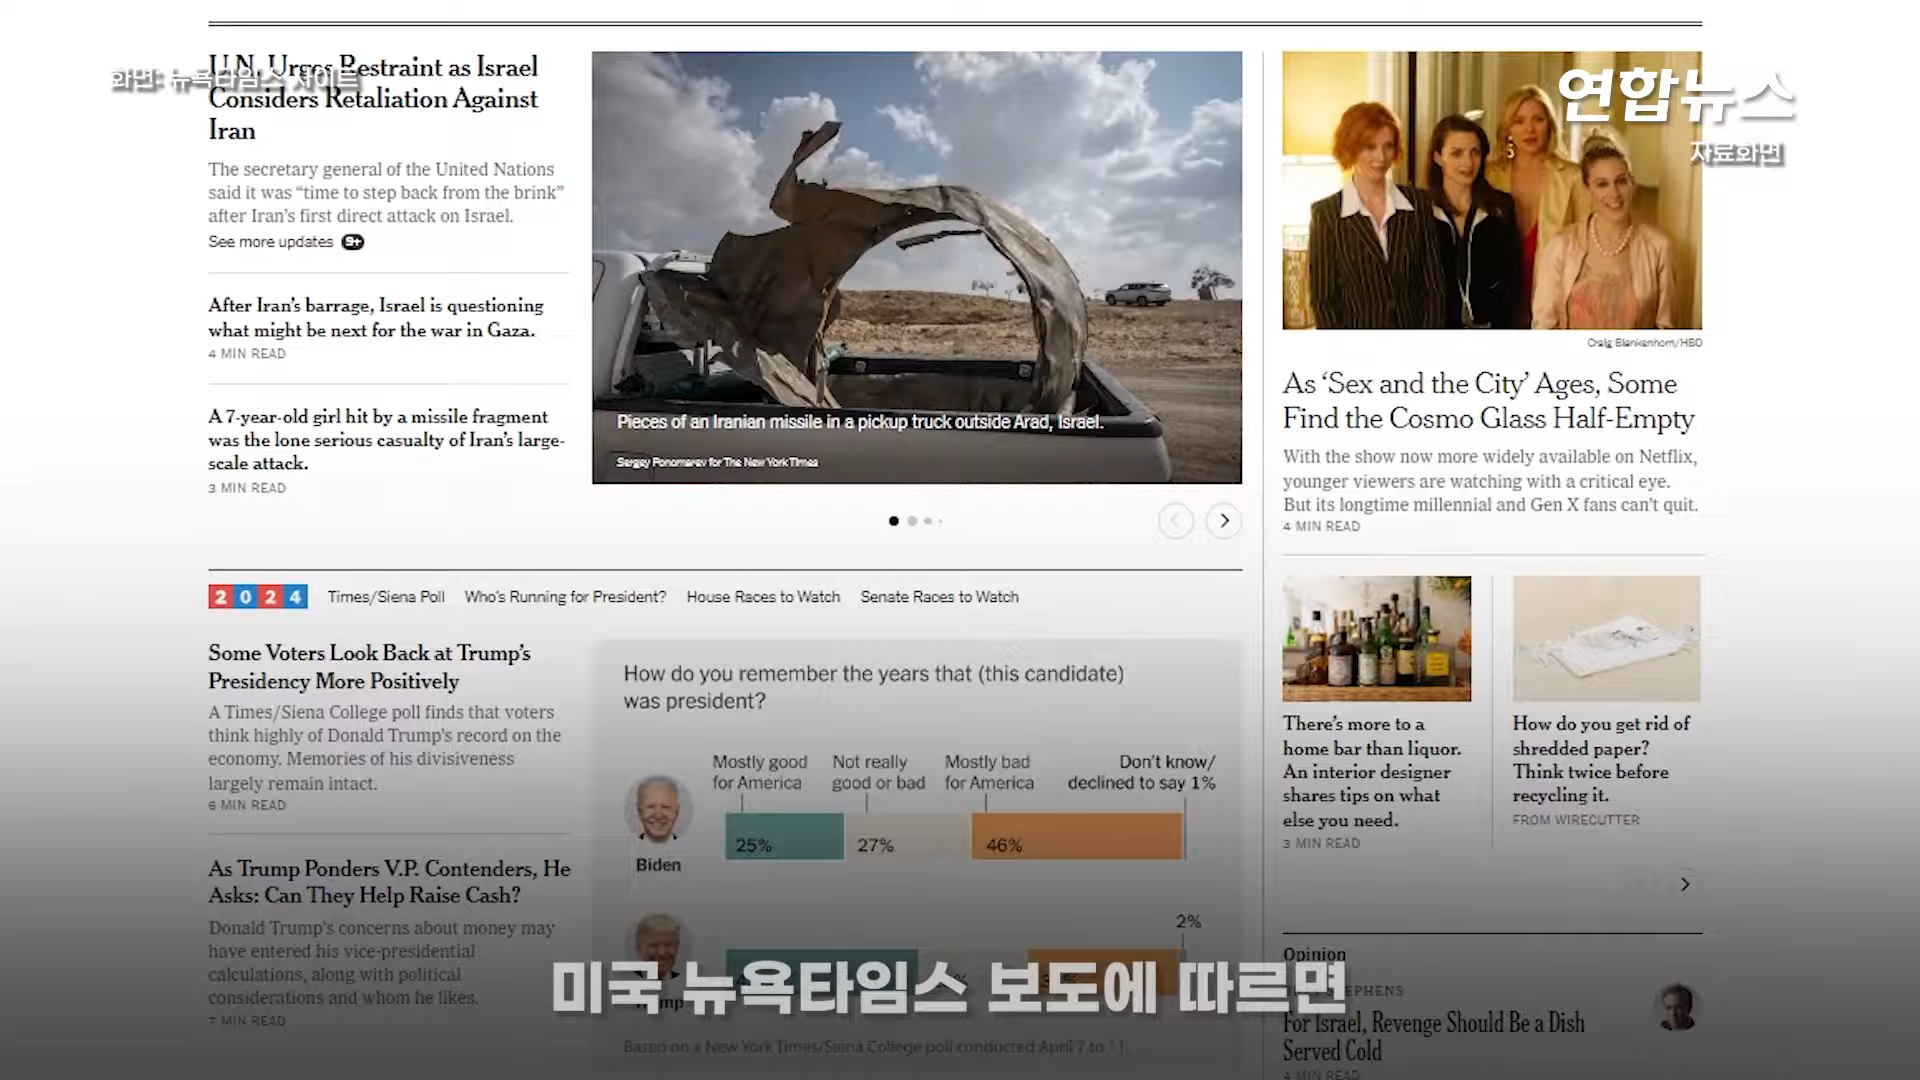 화면: 뉴욕타임스 사이트
연합뉴스
자료화면
U.N. Urges Restraint as Israel
Considers Retaliation Against
Iran
The secretary general of the United Nations
said it was “time to step back from the brink”
after Iran’s first direct attack on Israel.
See more updates 9+
After Iran’s barrage, Israel is questioning
what might be next for the war in Gaza.
4 MIN READ
A 7-year-old girl hit by a missile fragment
was the lone serious casualty of Iran’s large-
scale attack.
3 MIN READ
Pieces of an Iranian missile in a pickup truck outside Arad, Israel.
Sergey Ponomarev for The New York Times
Craig Blankenhorn/HBO
As ‘Sex and the City’ Ages, Some
Find the Cosmo Glass Half-Empty
With the show now more widely available on Netflix,
younger viewers are watching with a critical eye.
But its longtime millennial and Gen X fans can’t quit.
4 MIN READ
2024 Times/Siena Poll Who’s Running for President? House Races to Watch Senate Races to Watch
Some Voters Look Back at Trump’s
Presidency More Positively
A Times/Siena College poll finds that voters
think highly of Donald Trump’s record on the
economy. Memories of his divisiveness
largely remain intact.
6 MIN READ
As Trump Ponders V.P. Contenders, He
Asks: Can They Help Raise Cash?
Donald Trump’s concerns about money may
have entered his vice-presidential
calculations, along with political
considerations and whom he likes.
7 MIN READ
How do you remember the years that (this candidate)
was president?
Mostly good
for America
Not really
good or bad
Mostly bad
for America
Don’t know/
declined to say 1%
25% 27% 46%
Biden
2%
Based on a New York Times/Siena College poll conducted April 7 to 11.
There’s more to a
home bar than liquor.
An interior designer
shares tips on what
else you need.
3 MIN READ
How do you get rid of
shredded paper?
Think twice before
recycling it.
FROM WIRECUTTER
Opinion
For Israel, Revenge Should Be a Dish
Served Cold
4 MIN READ
미국 뉴욕타임스 보도에 따르면